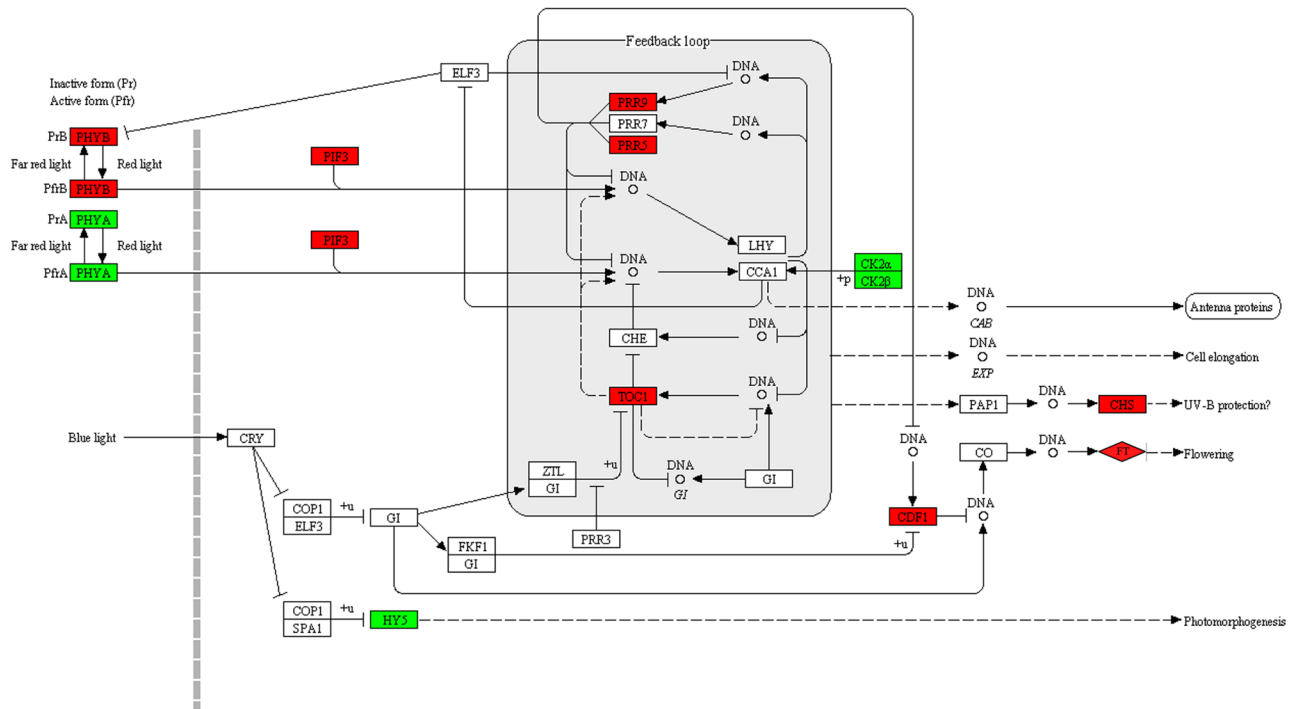 Feedback loop
ELF3
DNA
Inactive form (Pr)
Active form (Pfr)
PRR9
PRR7
DNA
PRR5
PrB PHYB
Far red light
Red light
PIF3
PfrB PHYB
DNA
PrA PHYA
Far red light
Red light
PIF3
LHY
PfrA PHYA
DNA
CCA1
CK2α
CK2β
+p
DNA
CAB
Antenna proteins
CHE
DNA
DNA
EXP
Cell elongation
TOC1
DNA
PAP1
DNA
CHS
UV-B protection?
Blue light
CRY
DNA
CO
DNA
FT
Flowering
ZTL
GI
+u
DNA
GI
GI
COP1
ELF3
+u
GI
FKF1
GI
PRR3
CDF1
+u
DNA
COP1
SPA1
+u
HY5
Photomorphogenesis